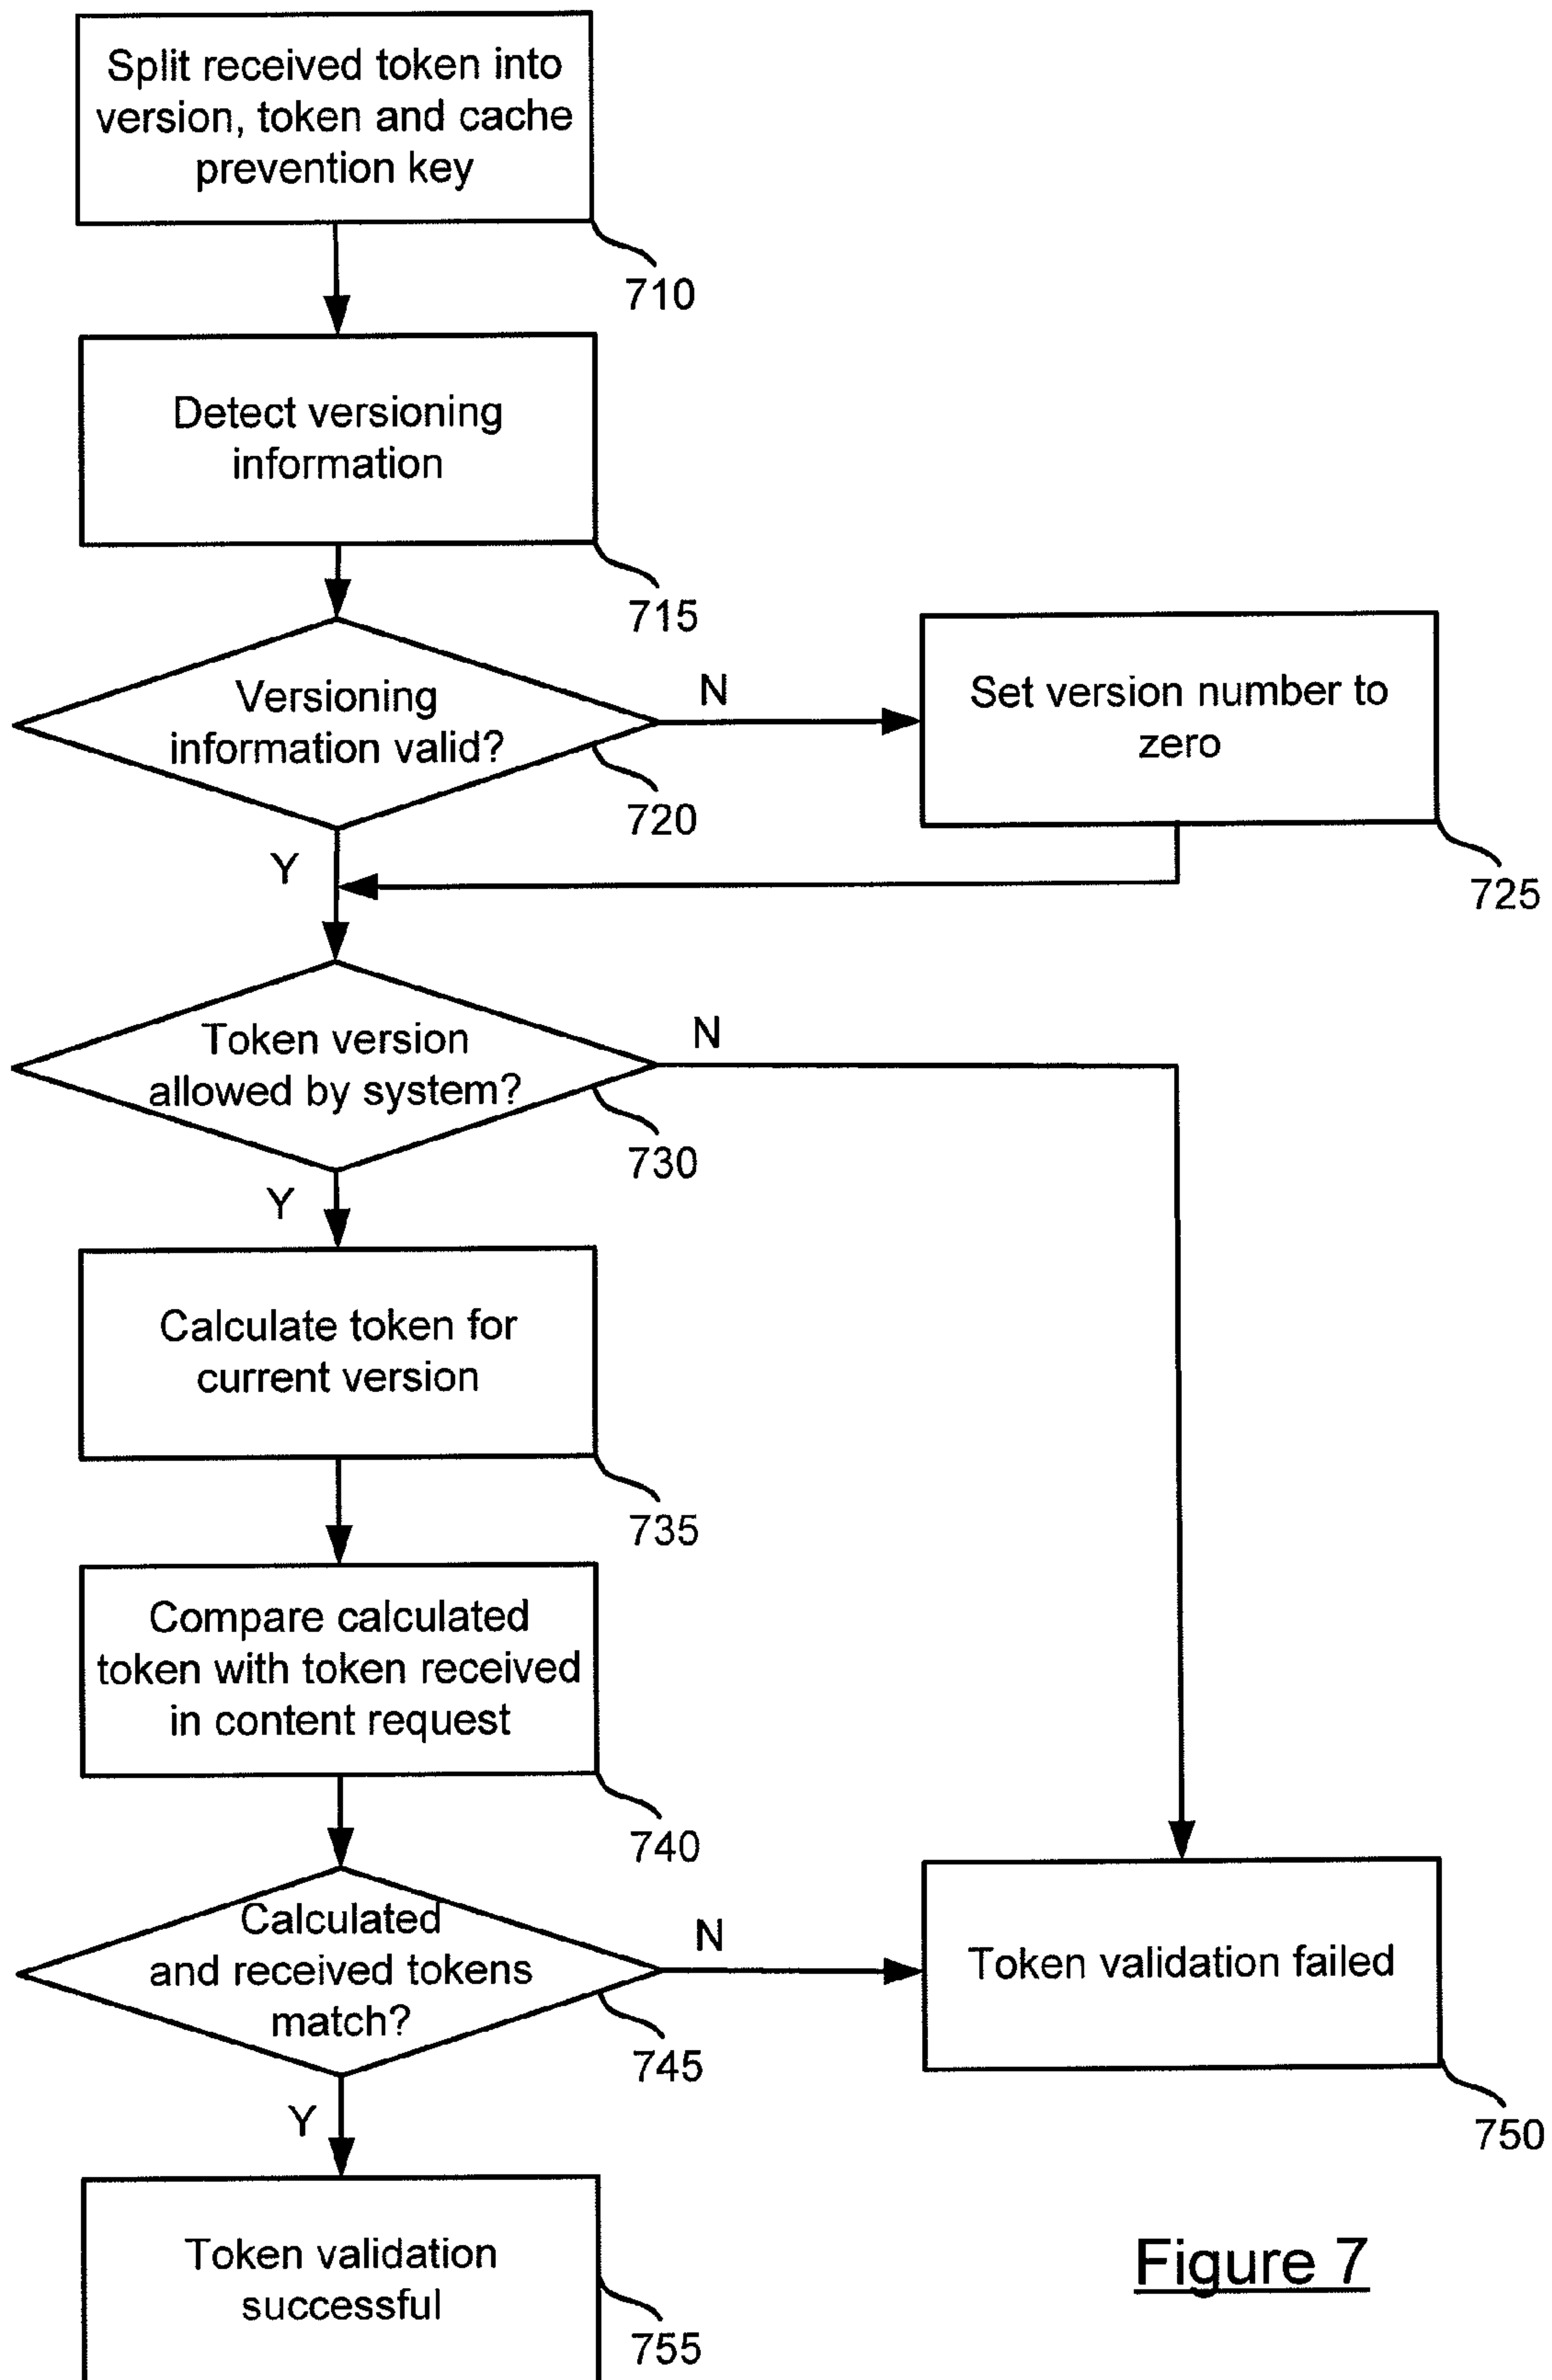 Split received token into
version, token and cache
prevention key
710
Detect versioning
information
715
Versioning
information valid?
720
N
Set version number to
zero
725
Y
Token version
allowed by system?
730
N
Y
Calculate token for
current version
735
Compare calculated
token with token received
in content request
740
Calculated
and received tokens
match?
745
N
Token validation failed
750
Y
Token validation
successful
755
Figure 7